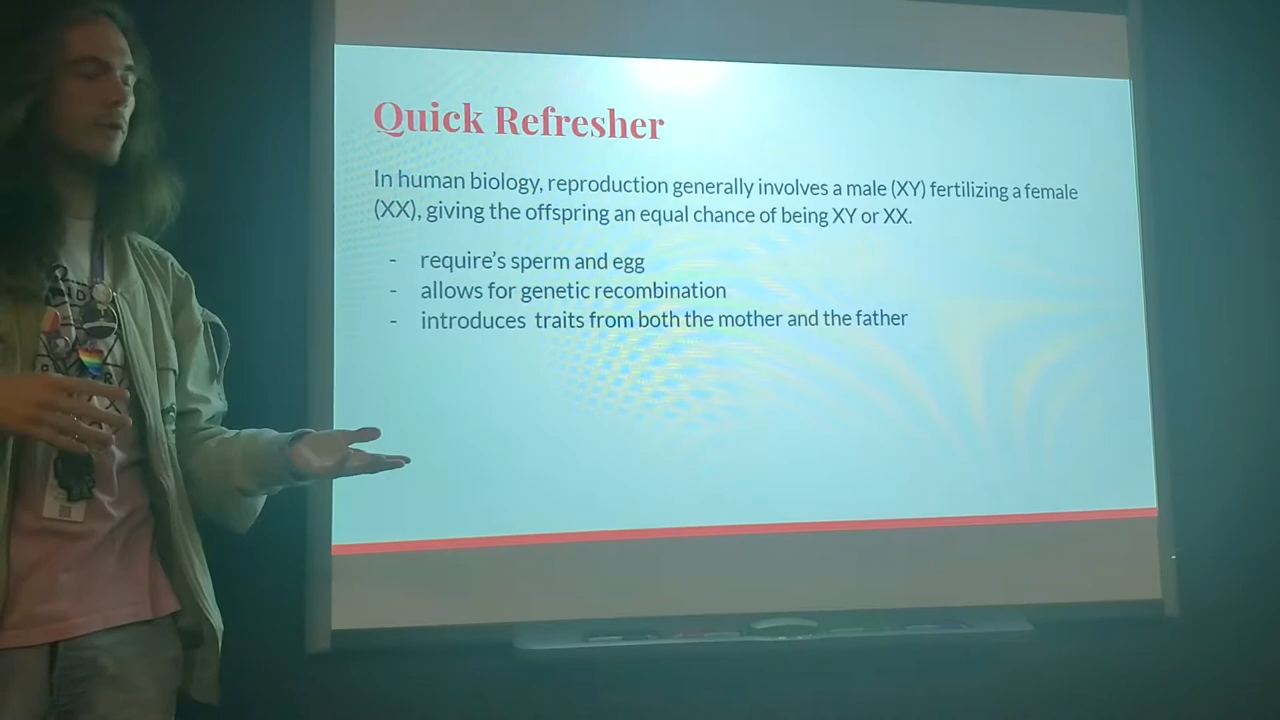 Quick Refresher
In human biology, reproduction generally involves a male (XY) fertilizing a female
(XX), giving the offspring an equal chance of being XY or XX.
- require's sperm and egg
- allows for genetic recombination
- introduces traits from both the mother and the father